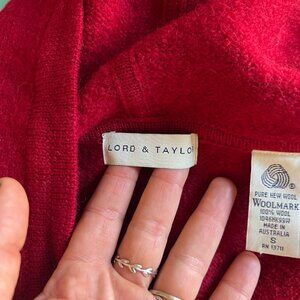 LORD & TAYLO
PURE NEW WOOL
WOOLMARK
100% WOOL
MADE IN
AUSTRALIA
S
RN 13711